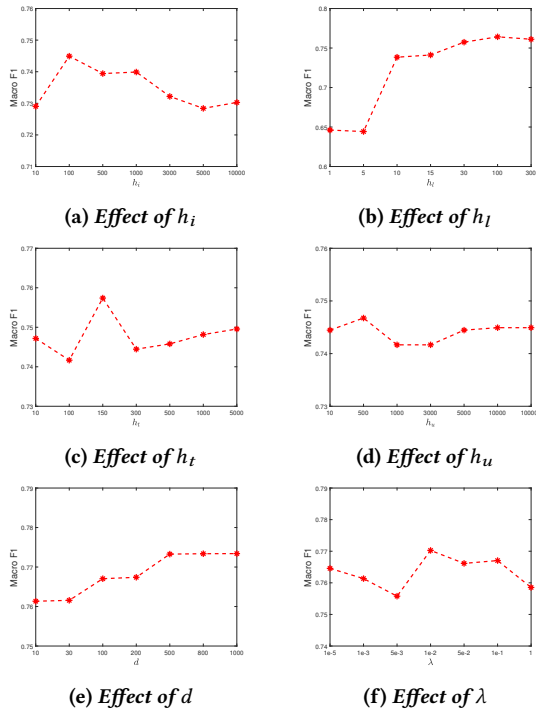 0.76
0.75
0.74
0.73
0.72
0.71
Macro F1
10 100 500 1000 3000 5000 10000
h_i
(a) Effect of h_i
0.8
0.75
0.7
0.65
0.6
Macro F1
1 5 10 15 30 100 300
h_l
(b) Effect of h_l
0.77
0.76
0.75
0.74
0.73
Macro F1
10 100 150 300 500 1000 5000
h_t
(c) Effect of h_t
0.76
0.75
0.74
0.73
Macro F1
10 500 1000 3000 5000 10000 10000
h_u
(d) Effect of h_u
0.79
0.78
0.77
0.76
0.75
Macro F1
10 30 100 200 500 800 1000
d
(e) Effect of d
0.79
0.78
0.77
0.76
0.75
0.74
Macro F1
1e-5 1e-3 5e-3 1e-2 5e-2 1e-1 1
λ
(f) Effect of λ